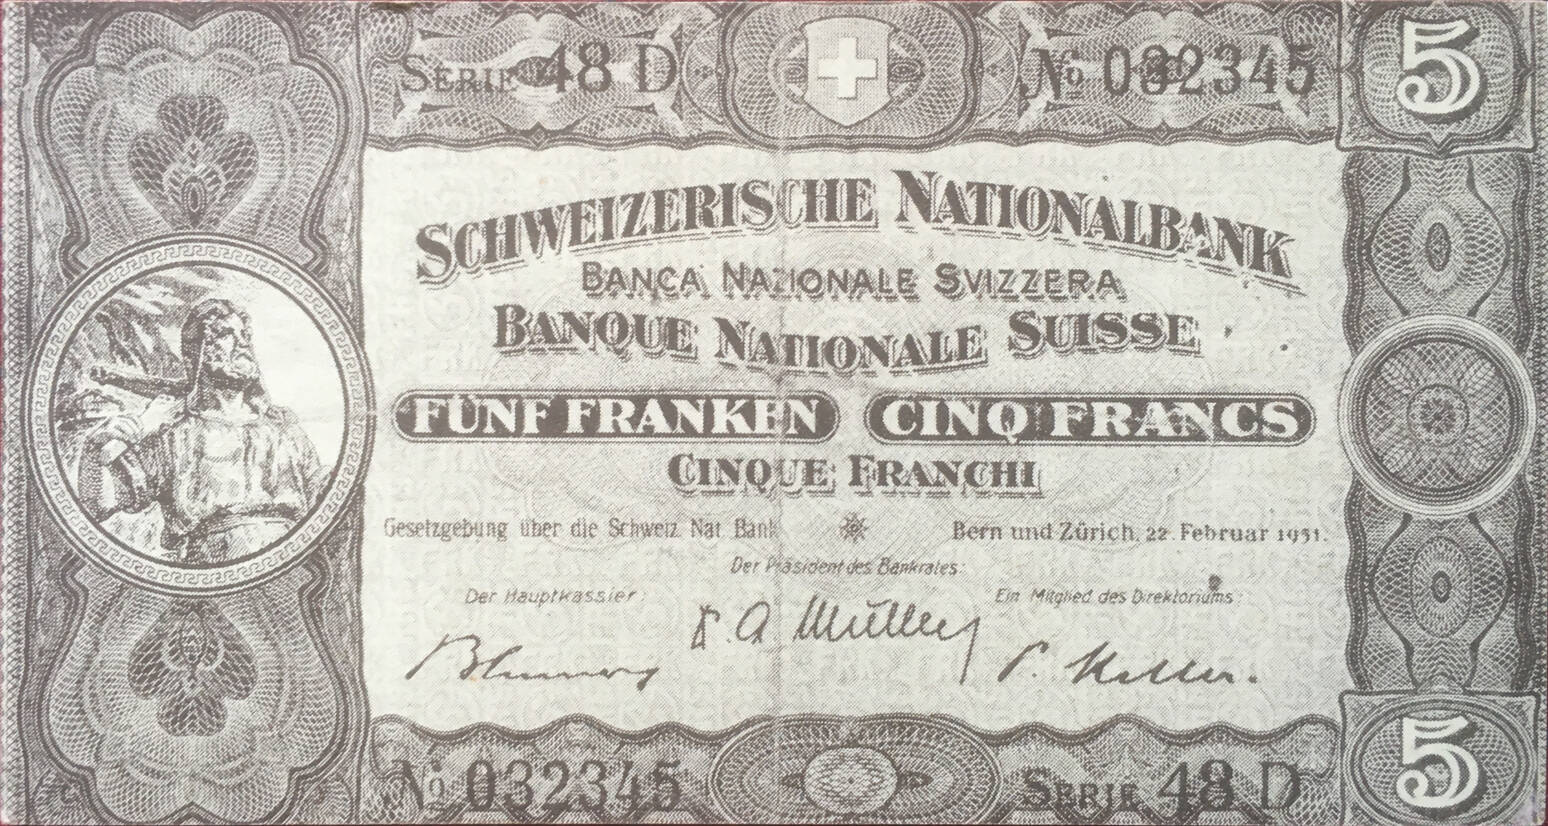 SERIE 48 D
№ 032345
5
SCHWEIZERISCHE NATIONALBANK
BANCA NAZIONALE SVIZZERA
BANQUE NATIONALE SUISSE
FÜNF FRANKEN CINQ FRANCS
CINQUE FRANCHI
Gesetzgebung über die Schweiz. Nat Bank
Bern und Zürich, 22. Februar 1931.
Der Präsident des Bankrates:
Der Hauptkassier:
Ein Mitglied des Direktoriums:
№ 032345
SERIE 48 D
5